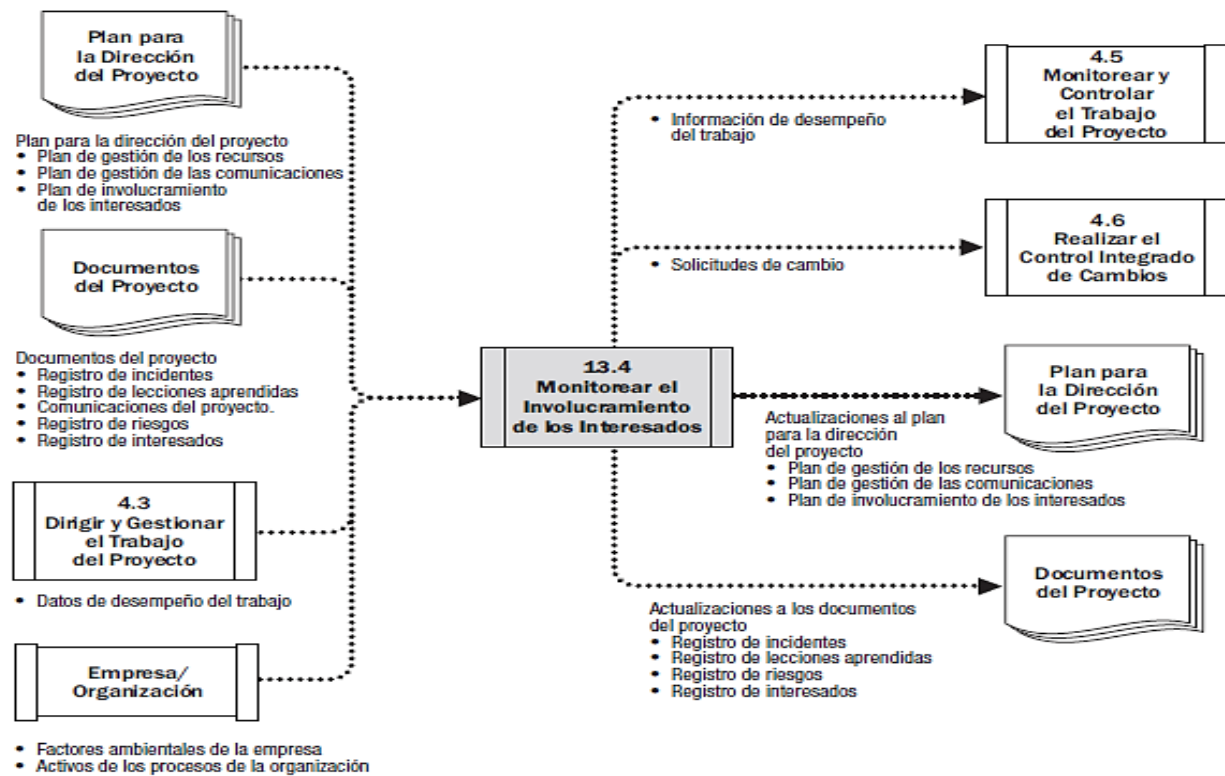 Plan para
la Dirección
del Proyecto
Plan para la dirección del proyecto
• Plan de gestión de los recursos
• Plan de gestión de las comunicaciones
• Plan de involucramiento
de los interesados
Documentos
del Proyecto
Documentos del proyecto
• Registro de incidentes
• Registro de lecciones aprendidas
• Comunicaciones del proyecto.
• Registro de riesgos
• Registro de interesados
4.3
Dirigir y Gestionar
el Trabajo
del Proyecto
• Datos de desempeño del trabajo
Empresa/
Organización
• Factores ambientales de la empresa
• Activos de los procesos de la organización
13.4
Monitorear el
Involucramiento
de los Interesados
• Información de desempeño
del trabajo
4.5
Monitorear y
Controlar
el Trabajo
del Proyecto
• Solicitudes de cambio
4.6
Realizar el
Control Integrado
de Cambios
Actualizaciones al plan
para la dirección
del proyecto
• Plan de gestión de los recursos
• Plan de gestión de las comunicaciones
• Plan de involucramiento de los interesados
Plan para
la Dirección
del Proyecto
Actualizaciones a los documentos
del proyecto
• Registro de incidentes
• Registro de lecciones aprendidas
• Registro de riesgos
• Registro de interesados
Documentos
del Proyecto